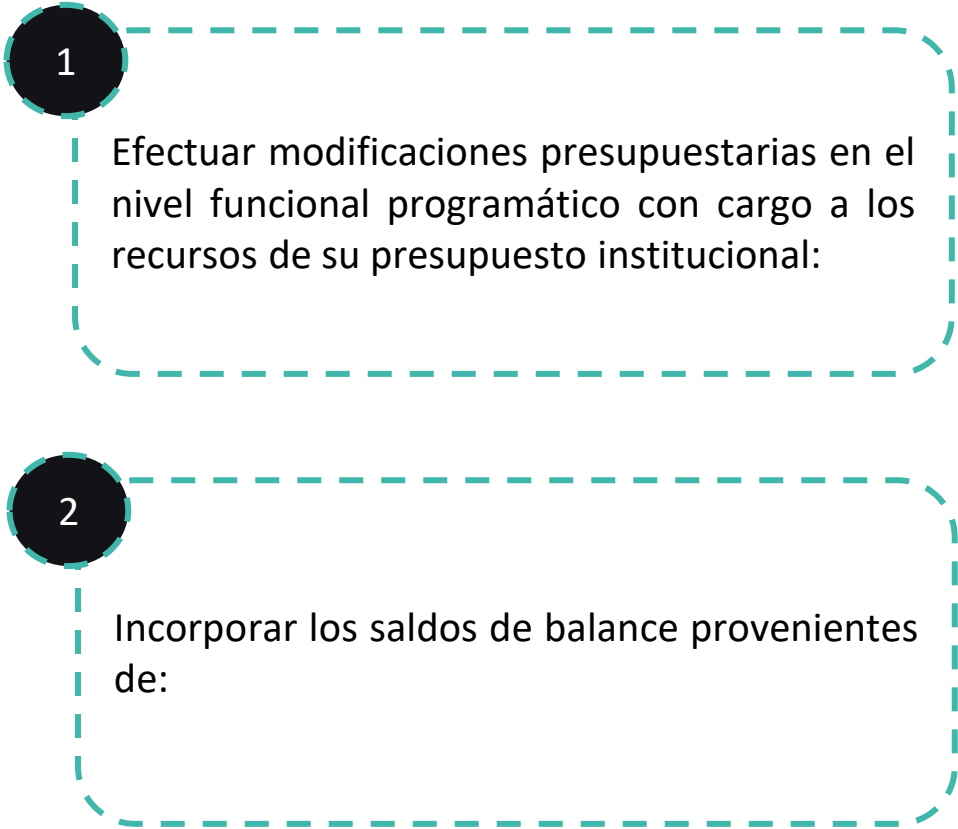 1
Efectuar modificaciones presupuestarias en el
nivel funcional programático con cargo a los
recursos de su presupuesto institucional:
2
Incorporar los saldos de balance provenientes
de: